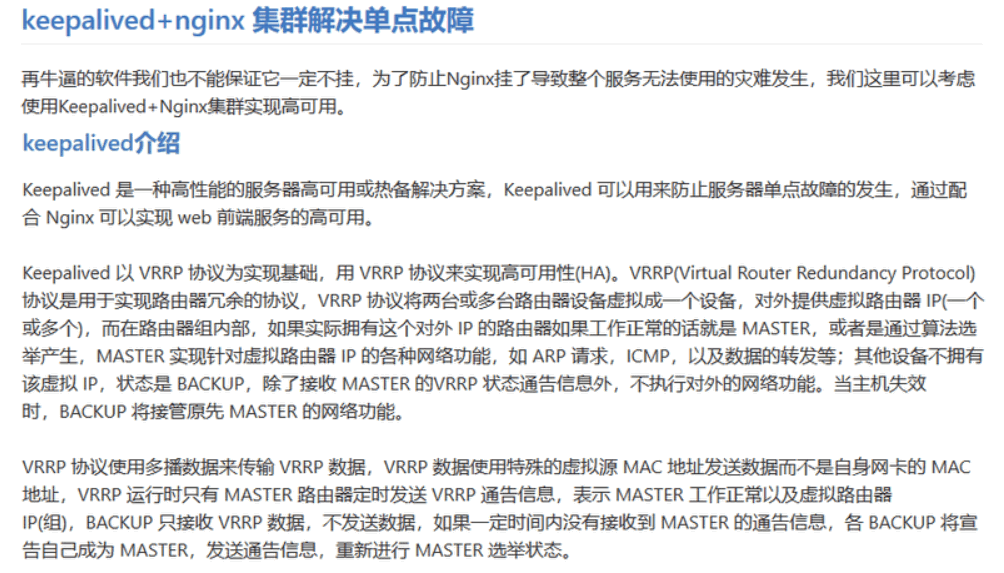 keepalived+nginx 集群解决单点故障
再牛逼的软件我们也不能保证它一定不挂，为了防止Nginx挂了导致整个服务无法使用的灾难发生，我们这里可以考虑
使用Keepalived+Nginx集群实现高可用。
keepalived介绍
Keepalived 是一种高性能的服务器高可用或热备解决方案，Keepalived 可以用来防止服务器单点故障的发生，通过配
合 Nginx 可以实现 web 前端服务的高可用。
Keepalived 以 VRRP 协议为实现基础，用 VRRP 协议来实现高可用性(HA)。VRRP(Virtual Router Redundancy Protocol)
协议是用于实现路由器冗余的协议，VRRP 协议将两台或多台路由器设备虚拟成一个设备，对外提供虚拟路由器 IP(一个
或多个)，而在路由器组内部，如果实际拥有这个对外 IP 的路由器如果工作正常的话就是 MASTER，或者是通过算法选
举产生，MASTER 实现针对虚拟路由器 IP 的各种网络功能，如 ARP 请求，ICMP，以及数据的转发等；其他设备不拥有
该虚拟 IP，状态是 BACKUP，除了接收 MASTER 的VRRP 状态通告信息外，不执行对外的网络功能。当主机失效
时，BACKUP 将接管原先 MASTER 的网络功能。
VRRP 协议使用多播数据来传输 VRRP 数据，VRRP 数据使用特殊的虚拟源 MAC 地址发送数据而不是自身网卡的 MAC
地址，VRRP 运行时只有 MASTER 路由器定时发送 VRRP 通告信息，表示 MASTER 工作正常以及虚拟路由器
IP(组)，BACKUP 只接收 VRRP 数据，不发送数据，如果一定时间内没有接收到 MASTER 的通告信息，各 BACKUP 将宣
告自己成为 MASTER，发送通告信息，重新进行 MASTER 选举状态。